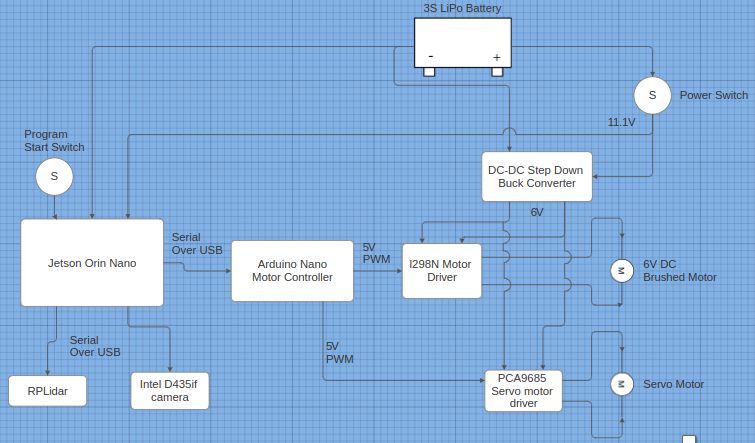 3S LiPo Battery
-
+
S
Power Switch
11.1V
Program
Start Switch
S
DC-DC Step Down
Buck Converter
6V
Jetson Orin Nano
Serial
Over USB
Arduino Nano
Motor Controller
5V
PWM
l298N Motor
Driver
M
6V DC
Brushed Motor
Serial
Over USB
5V
PWM
RPLidar
Intel D435if
camera
PCA9685
Servo motor
driver
M
Servo Motor